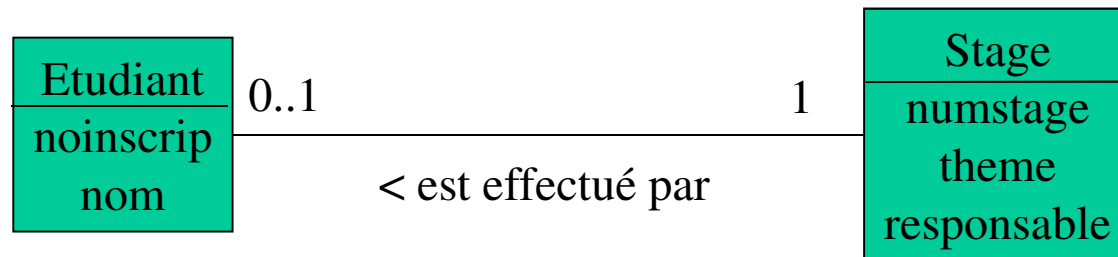 Etudiant
noinscrip
nom
0..1
1
< est effectué par
Stage
numstage
theme
responsable